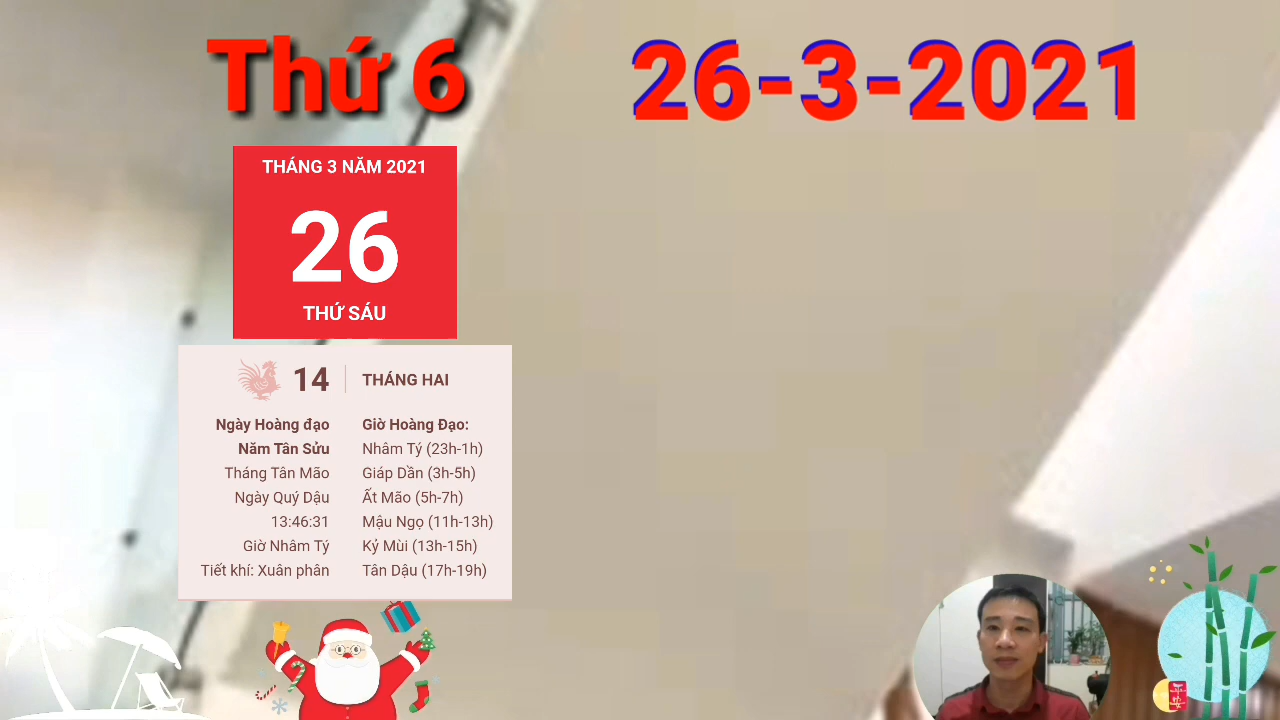 Thứ 6 26-3-2021
THÁNG 3 NĂM 2021
26
THỨ SÁU
14 THÁNG HAI
Ngày Hoàng đạo Giờ Hoàng Đạo:
Năm Tân Sửu Nhâm Tý (23h-1h)
Tháng Tân Mão Giáp Dần (3h-5h)
Ngày Quý Dậu Ất Mão (5h-7h)
13:46:31 Mậu Ngọ (11h-13h)
Giờ Nhâm Tý Kỷ Mùi (13h-15h)
Tiết khí: Xuân phân Tân Dậu (17h-19h)